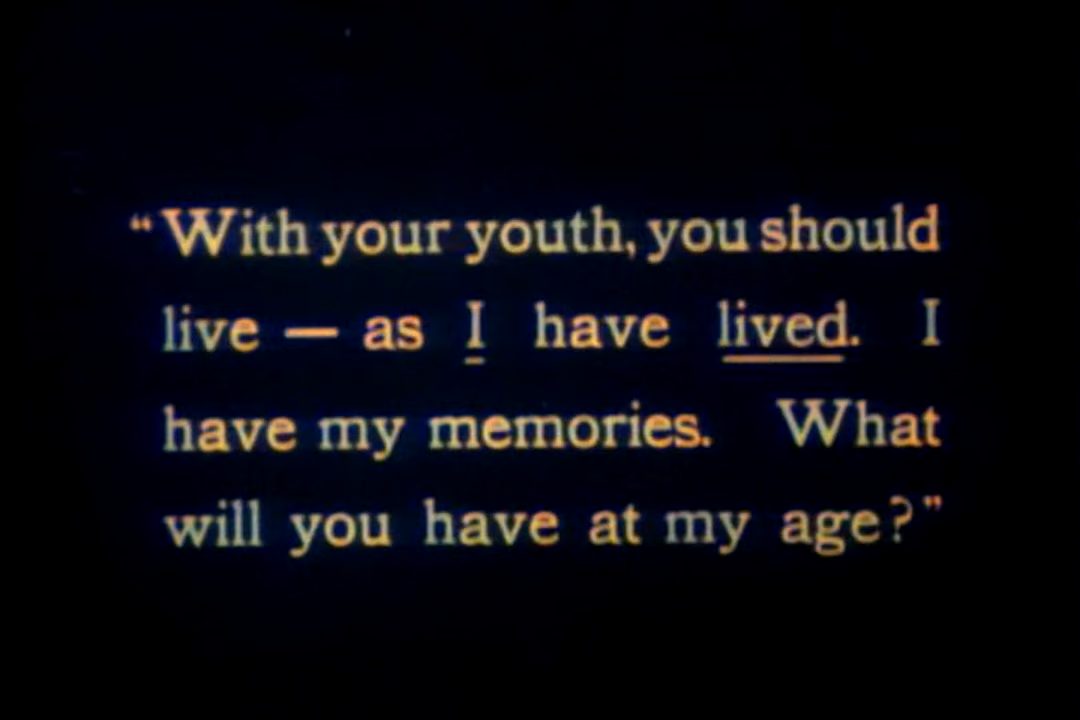 “With your youth, you should
live — as I have lived. I
have my memories. What
will you have at my age?”